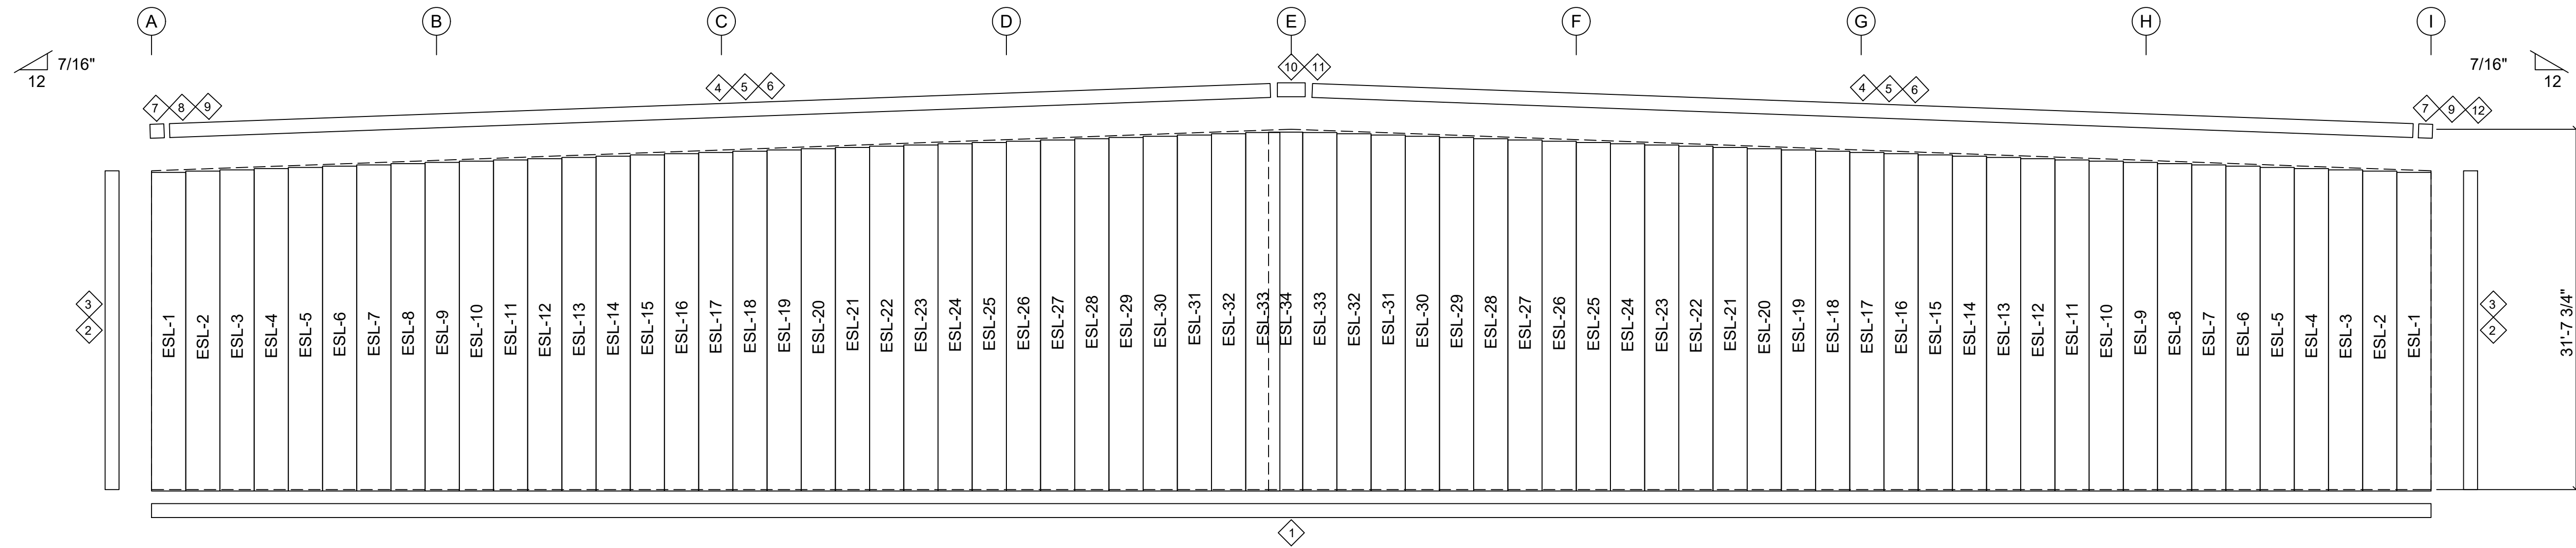 A B C D E F G H I
7/16"
12
7/16"
12
10 11
4 5 6
4 5 6
7 8 9
7 9 12
ESL-1 ESL-2 ESL-3 ESL-4 ESL-5 ESL-6 ESL-7 ESL-8 ESL-9 ESL-10 ESL-11 ESL-12 ESL-13 ESL-14 ESL-15 ESL-16 ESL-17 ESL-18 ESL-19 ESL-20 ESL-21 ESL-22 ESL-23 ESL-24 ESL-25 ESL-26 ESL-27 ESL-28 ESL-29 ESL-30 ESL-31 ESL-32 ESL-33 ESL-34 ESL-33 ESL-32 ESL-31 ESL-30 ESL-29 ESL-28 ESL-27 ESL-26 ESL-25 ESL-24 ESL-23 ESL-22 ESL-21 ESL-20 ESL-19 ESL-18 ESL-17 ESL-16 ESL-15 ESL-14 ESL-13 ESL-12 ESL-11 ESL-10 ESL-9 ESL-8 ESL-7 ESL-6 ESL-5 ESL-4 ESL-3 ESL-2 ESL-1
3
2
3
2
31'-7 3/4"
1